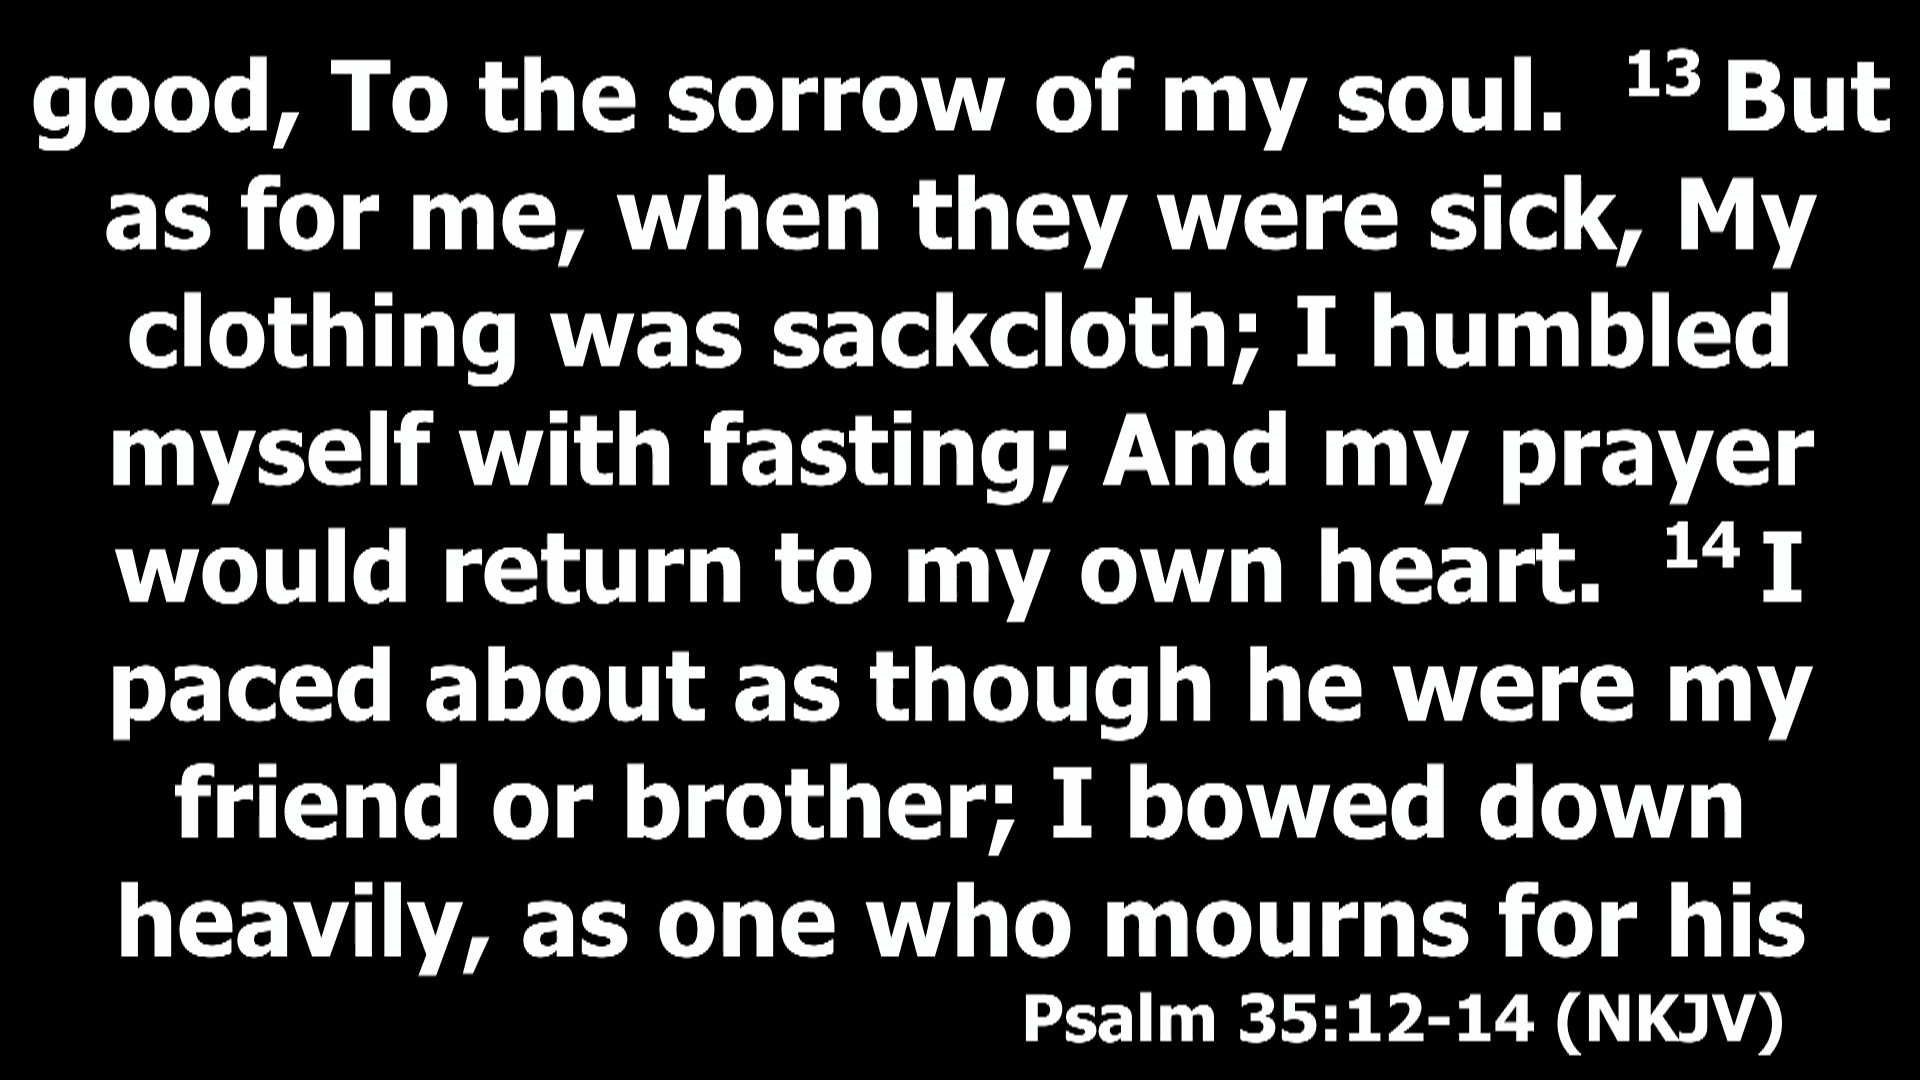 good, To the sorrow of my soul. 13 But
as for me, when they were sick, My
clothing was sackcloth; I humbled
myself with fasting; And my prayer
would return to my own heart. 14 I
paced about as though he were my
friend or brother; I bowed down
heavily, as one who mourns for his
Psalm 35:12-14 (NKJV)